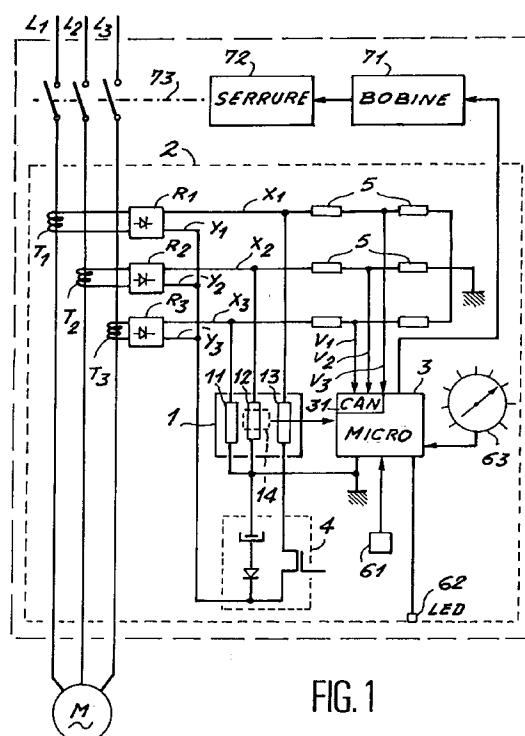 L1 L2 L3
73 72 71
SERRURE BOBINE
2
R1 X1 5
T1 Y1
R2 X2 5
T2 Y2
R3 X3
T3 Y3
V1
V2
V3 3
11 12 13 31 CAN
1 MICRO
63
14
4 61
62
LED
M
~
FIG. 1